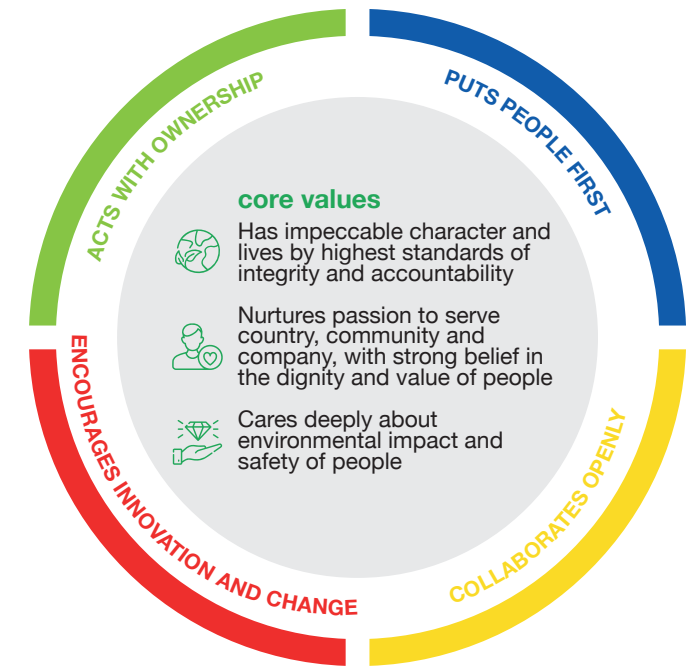 ACTS WITH OWNERSHIP
PUTS PEOPLE FIRST
core values
Has impeccable character and
lives by highest standards of
integrity and accountability
Nurtures passion to serve
country, community and
company, with strong belief in
the dignity and value of people
Cares deeply about
environmental impact and
safety of people
ENCOURAGES INNOVATION AND CHANGE
COLLABORATES OPENLY